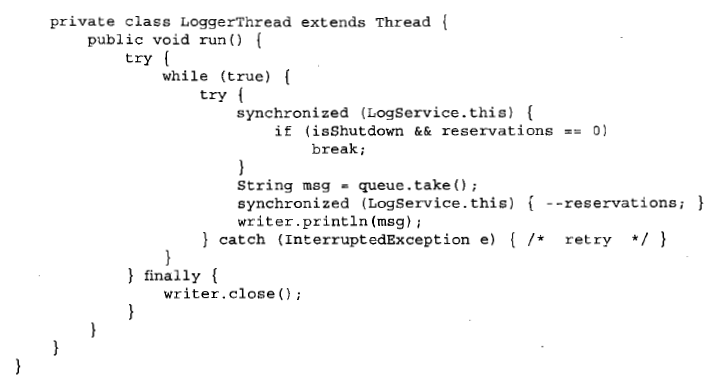 private class LoggerThread extends Thread {
public void run() {
try {
while (true) {
try {
synchronized (LogService.this) {
if (isShutdown && reservations == 0)
break;
}
String msg = queue.take();
synchronized (LogService.this) { --reservations; }
writer.println(msg);
} catch (InterruptedException e) { /* retry */ }
}
} finally {
writer.close();
}
}
}
}